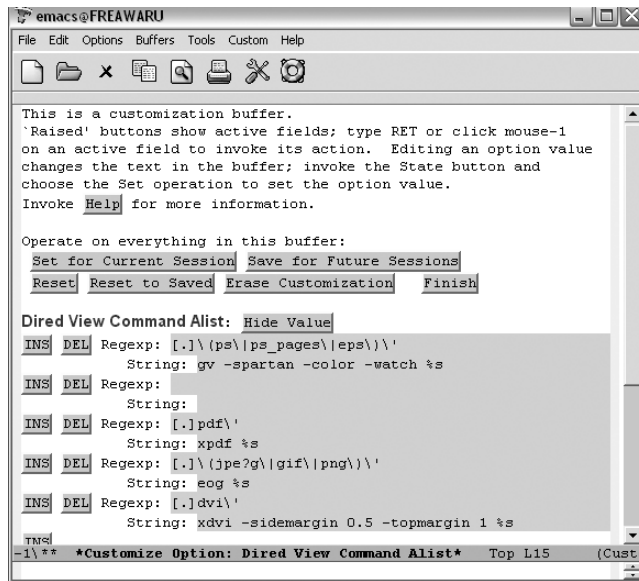 emacs@FREAWARU
File Edit Options Buffers Tools Custom Help
This is a customization buffer.
`Raised' buttons show active fields; type RET or click mouse-1
on an active field to invoke its action.  Editing an option value
changes the text in the buffer; invoke the State button and
choose the Set operation to set the option value.
Invoke Help for more information.
Operate on everything in this buffer:
Set for Current Session Save for Future Sessions
Reset Reset to Saved Erase Customization Finish
Dired View Command Alist: Hide Value
INS DEL Regexp: [.]\(ps\|ps_pages\|eps\)\'
String: gv -spartan -color -watch %s
INS DEL Regexp:
String:
INS DEL Regexp: [.]pdf\'
String: xpdf %s
INS DEL Regexp: [.]\(jpe?g\|gif\|png\)\'
String: eog %s
INS DEL Regexp: [.]dvi\'
String: xdvi -sidemargin 0.5 -topmargin 1 %s
INS
-1\** *Customize Option: Dired View Command Alist* Top L15 (Cust